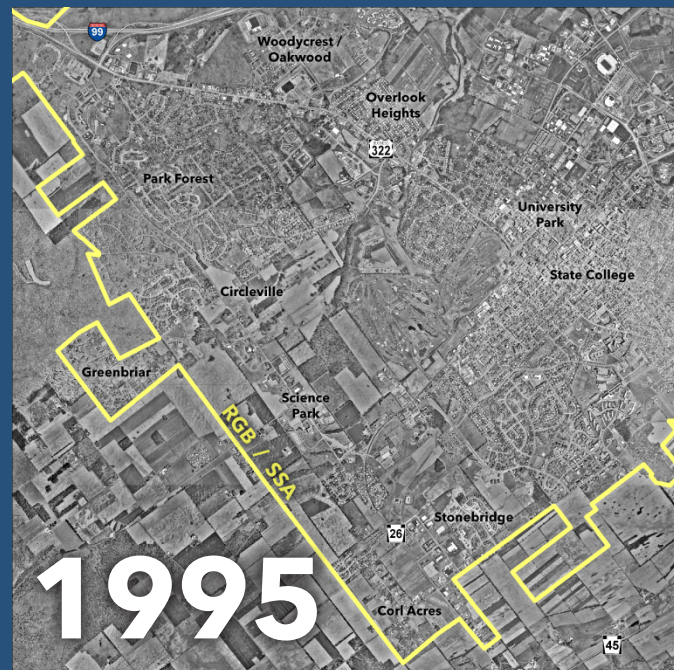 99
Woodycrest /
Oakwood
Overlook
Heights
322
Park Forest
University
Park
State College
Circleville
Greenbriar
Science
Park
RGB / SSA
Stonebridge
26
1995
Corl Acres
45